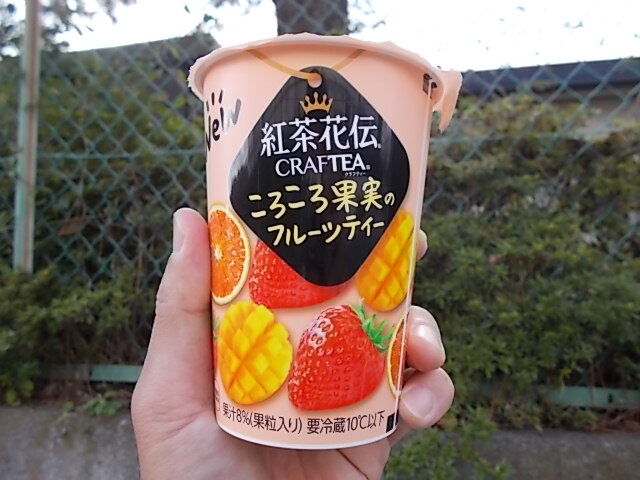 New
紅茶花伝®
CRAFTEA®
クラフティー
ころころ果実の
フルーツティー
果汁8%(果粒入り) 要冷蔵10℃以下